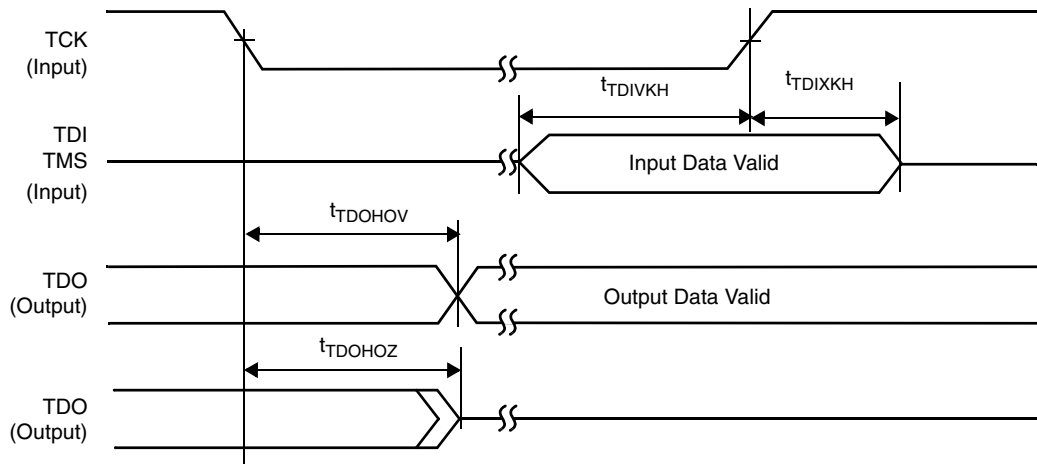 TCK
(Input)
tTDIVKH
tTDIXKH
TDI
TMS
(Input)
Input Data Valid
tTDOHOV
TDO
(Output)
Output Data Valid
tTDOHOZ
TDO
(Output)